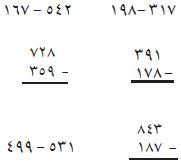 ٣١٧ – ١٩٨
٥٤٢ – ١٦٧
٣٩١
– ١٧٨
٧٢٨
– ٣٥٩
٨٤٣
– ١٨٧
٥٣١ – ٤٩٩